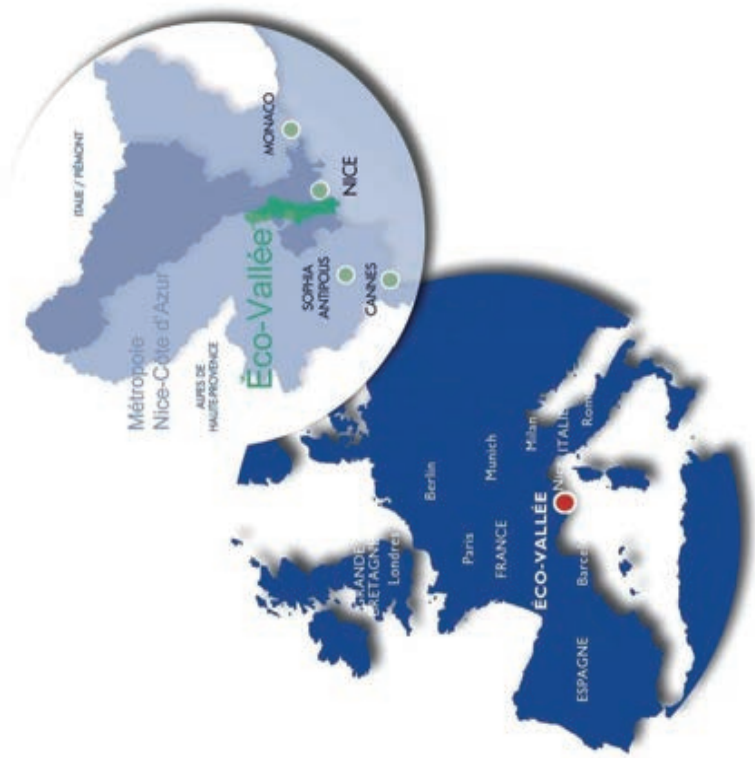 ITALIE / PIÉMONT
Métropole
Nice-Côte d'Azur
ALPES DE
HAUTE-PROVENCE
Éco-Vallée
MONACO
SOPHIA
ANTIPOLIS
NICE
CANNES
GRANDE
BRETAGNE
Londres
Berlin
Paris
Munich
FRANCE
Milan
ÉCO-VALLÉE
Ni
ITALIE
Rom
Barce
ESPAGNE